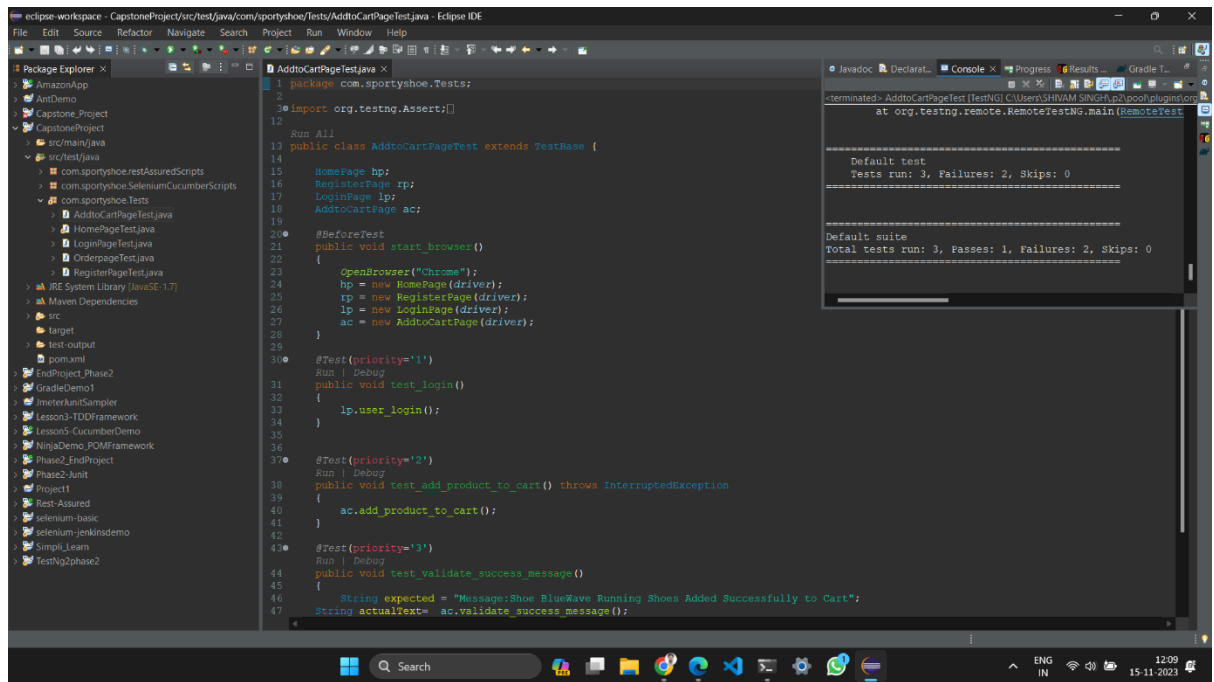 eclipse-workspace - CapstoneProject/src/test/java/com/sportyshoe/Tests/AddtoCartPageTest.java - Eclipse IDE
File Edit Source Refactor Navigate Search Project Run Window Help
Package Explorer
AmazonApp
AntDemo
Capstone_Project
CapstoneProject
src/main/java
src/test/java
com.sportyshoe.restAssuredScripts
com.sportyshoe.SeleniumCucumberScripts
com.sportyshoe.Tests
AddtoCartPageTest.java
HomePageTest.java
LoginPageTest.java
OrderpageTest.java
RegisterPageTest.java
JRE System Library [JavaSE-1.7]
Maven Dependencies
src
target
test-output
pom.xml
EndProject_Phase2
GradleDemo1
JmeterJunitSampler
Lesson3-TDDFramework
Lesson5-CucumberDemo
NinjaDemo_POMFramework
Phase2_EndProject
Phase2-Junit
Project1
Rest-Assured
selenium-basic
selenium-jenkinsdemo
Simpli_Learn
TestNg2phase2
AddtoCartPageTest.java
1 package com.sportyshoe.Tests;
2
3 import org.testng.Assert;
12
Run All
13 public class AddtoCartPageTest extends TestBase {
14
15 HomePage hp;
16 RegisterPage rp;
17 LoginPage lp;
18 AddtoCartPage ac;
19
20 @BeforeTest
21 public void start_browser()
22 {
23 OpenBrowser("Chrome");
24 hp = new HomePage(driver);
25 rp = new RegisterPage(driver);
26 lp = new LoginPage(driver);
27 ac = new AddtoCartPage(driver);
28 }
29
30 @Test(priority='1')
Run | Debug
31 public void test_login()
32 {
33 lp.user_login();
34 }
35
36
37 @Test(priority='2')
Run | Debug
38 public void test_add_product_to_cart() throws InterruptedException
39 {
40 ac.add_product_to_cart();
41 }
42
43 @Test(priority='3')
Run | Debug
44 public void test_validate_success_message()
45 {
46 String expected = "Message:Shoe BlueWave Running Shoes Added Successfully to Cart";
47 String actualText= ac.validate_success_message();
Javadoc Declarat... Console Progress Results ... Gradle T...
<terminated> AddtoCartPageTest [TestNG] C:\Users\SHIVAM SINGH\.p2\pool\plugins\org
at org.testng.remote.RemoteTestNG.main(RemoteTest
===============================================
Default test
Tests run: 3, Failures: 2, Skips: 0
===============================================
===============================================
Default suite
Total tests run: 3, Passes: 1, Failures: 2, Skips: 0
===============================================
Search
ENG
IN
12:09
15-11-2023